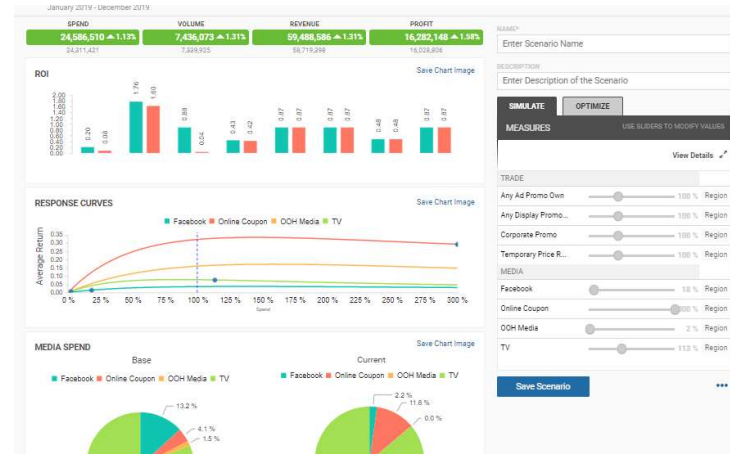 January 2019 - December 2019
SPEND VOLUME REVENUE PROFIT
24,586,510 ▲ 1.13% 7,436,073 ▲ 1.31% 59,488,586 ▲ 1.31% 16,282,148 ▲ 1.58%
24,311,421 7,339,925 58,719,398 16,028,806
ROI
Save Chart Image
2.00
1.80
1.60
1.40
1.20
1.00
0.80
0.60
0.40
0.20
0.00
0.20 0.08 1.76 1.60 0.88 0.04 0.43 0.42 0.87 0.87 0.87 0.87 0.48 0.48 0.87 0.87
RESPONSE CURVES
Save Chart Image
Facebook Online Coupon OOH Media TV
Average Return
0.35
0.30
0.25
0.20
0.15
0.10
0.05
0.00
0 % 25 % 50 % 75 % 100 % 125 % 150 % 175 % 200 % 225 % 250 % 275 % 300 %
Spend
MEDIA SPEND
Save Chart Image
Base
Facebook Online Coupon OOH Media TV
13.2 %
4.1 %
1.5 %
Current
Facebook Online Coupon OOH Media TV
2.2 %
11.6 %
0.0 %
NAME*
Enter Scenario Name
DESCRIPTION
Enter Description of the Scenario
SIMULATE OPTIMIZE
MEASURES USE SLIDERS TO MODIFY VALUES
View Details
TRADE
Any Ad Promo Own 100 % Region
Any Display Promo... 100 % Region
Corporate Promo 100 % Region
Temporary Price R... 100 % Region
MEDIA
Facebook 18 % Region
Online Coupon 300 % Region
OOH Media 2 % Region
TV 113 % Region
Save Scenario